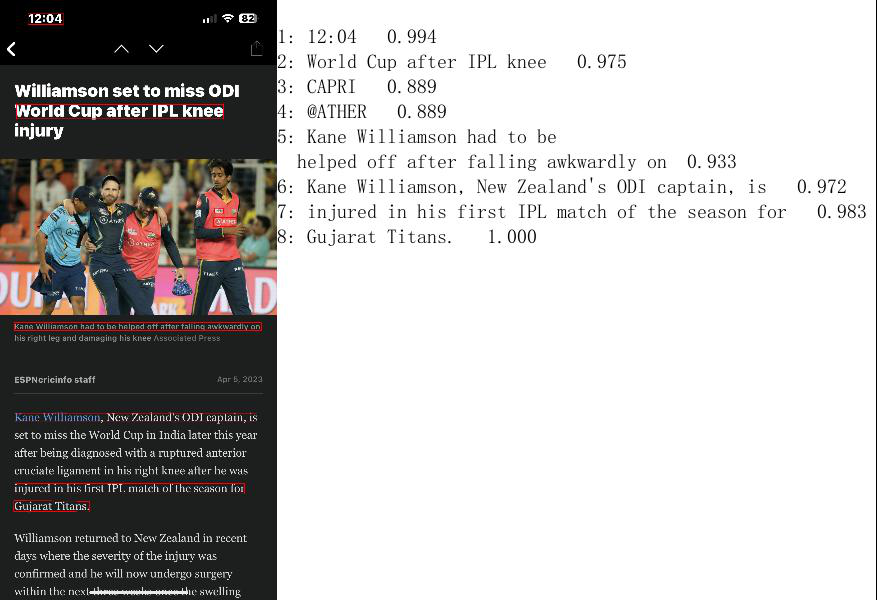 12:04
82
Williamson set to miss ODI
World Cup after IPL knee
injury
Kane Williamson had to be helped off after falling awkwardly on
his right leg and damaging his knee Associated Press
ESPNcricinfo staff
Apr 5, 2023
Kane Williamson, New Zealand's ODI captain, is
set to miss the World Cup in India later this year
after being diagnosed with a ruptured anterior
cruciate ligament in his right knee after he was
injured in his first IPL match of the season for
Gujarat Titans.
Williamson returned to New Zealand in recent
days where the severity of the injury was
confirmed and he will now undergo surgery
within the next three weeks once the swelling
1: 12:04 0.994
2: World Cup after IPL knee 0.975
3: CAPRI 0.889
4: @ATHER 0.889
5: Kane Williamson had to be
helped off after falling awkwardly on 0.933
6: Kane Williamson, New Zealand's ODI captain, is 0.972
7: injured in his first IPL match of the season for 0.983
8: Gujarat Titans. 1.000